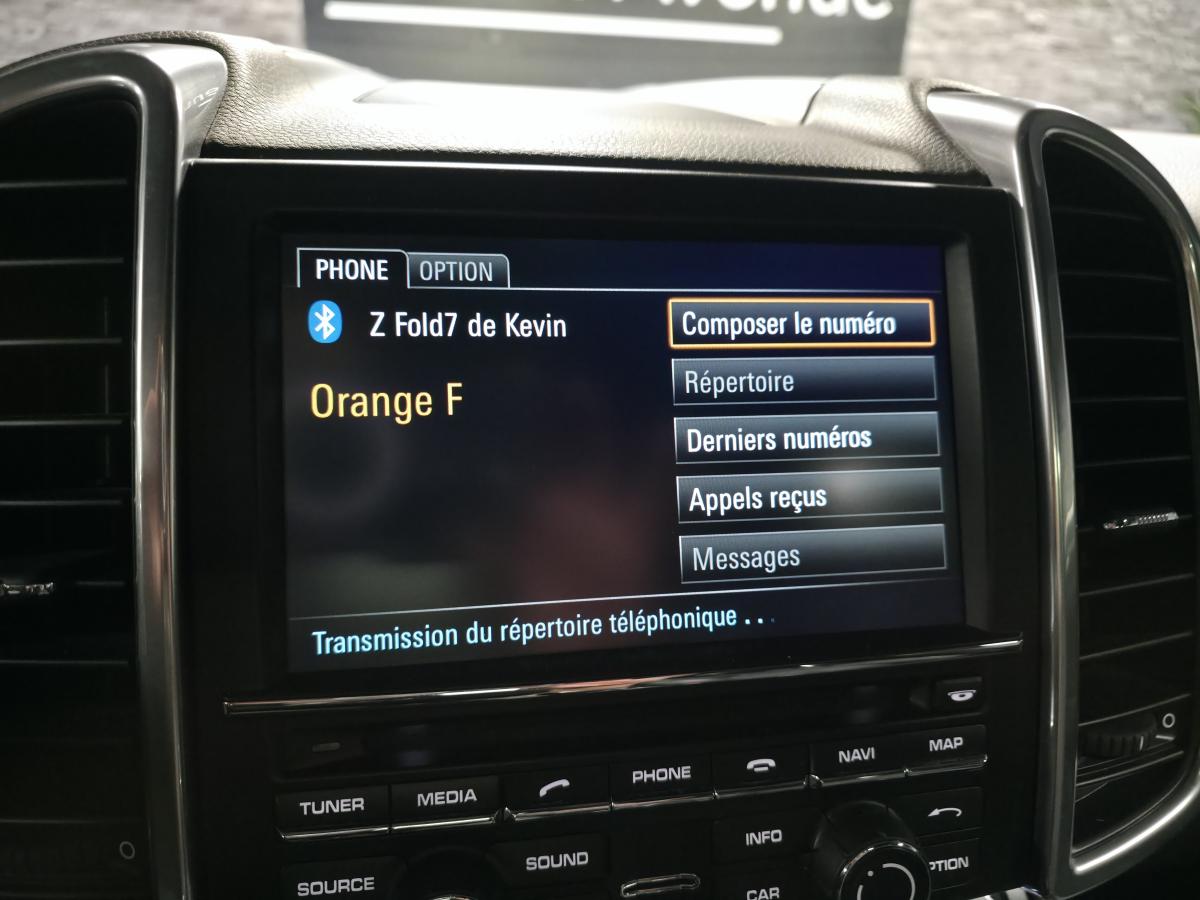 PHONE OPTION
Z Fold7 de Kevin
Orange F
Composer le numéro
Répertoire
Derniers numéros
Appels reçus
Messages
Transmission du répertoire téléphonique . . .
TUNER MEDIA PHONE NAVI MAP
SOUND INFO
SOURCE CAR